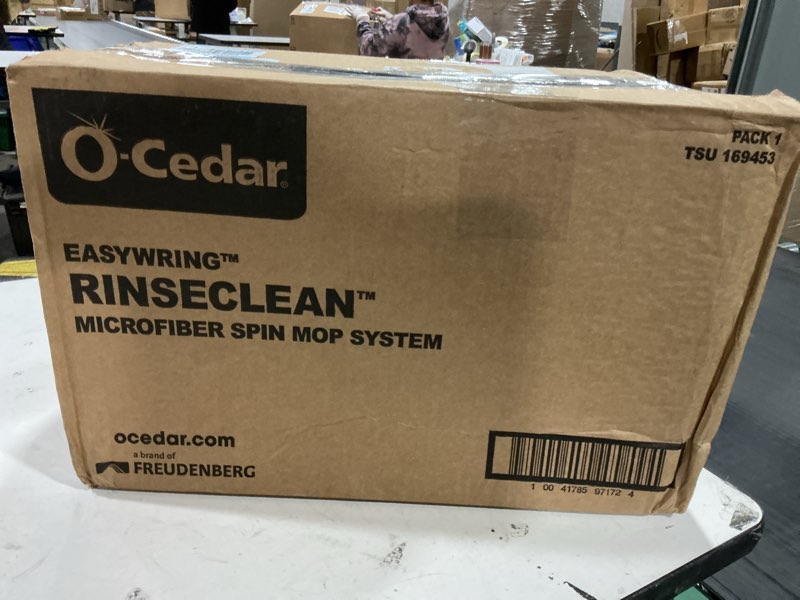 O-Cedar®
PACK 1
TSU 169453
EASYWRING™
RINSECLEAN™
MICROFIBER SPIN MOP SYSTEM
ocedar.com
a brand of
FREUDENBERG
1 00 41785 97172 4